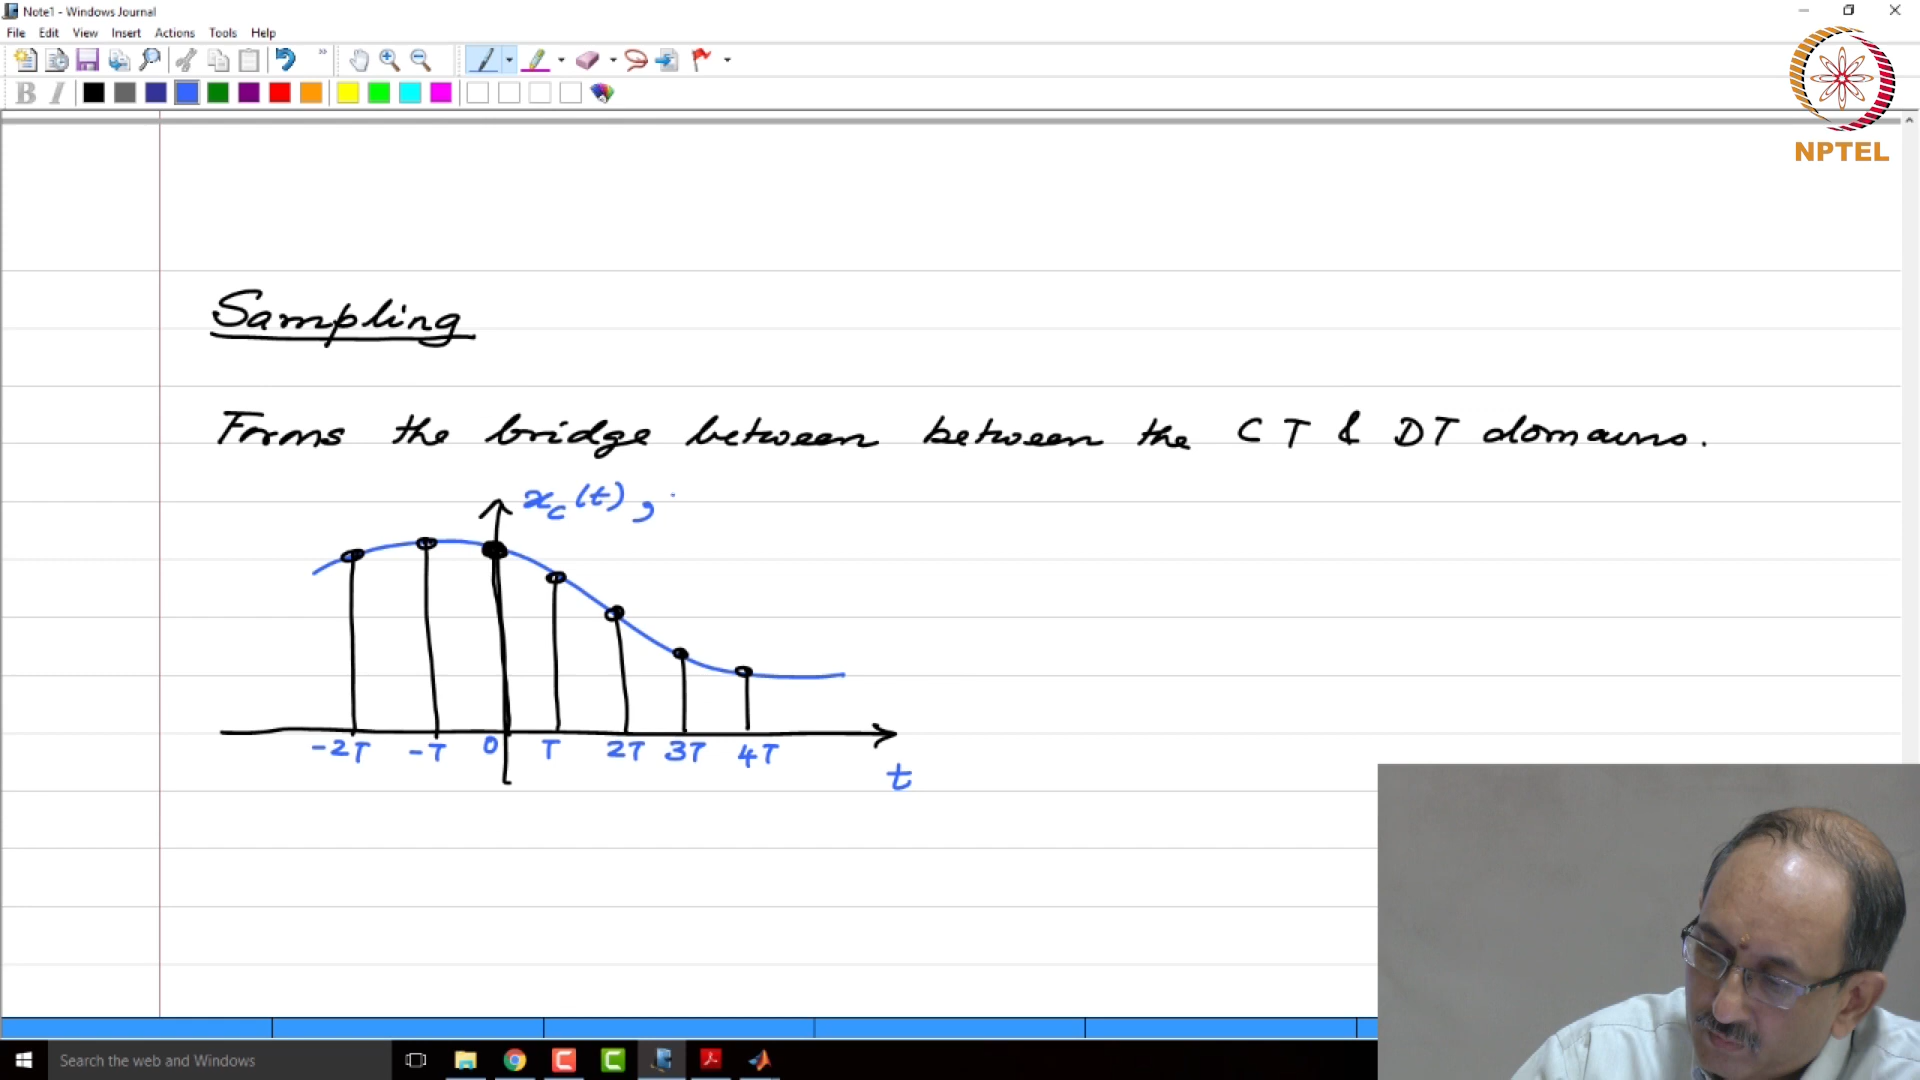 Note1 - Windows Journal
File Edit View Insert Actions Tools Help
B I
NPTEL
Sampling
Forms the bridge between between the CT & DT domains.
x_c(t),
-2T -T 0 T 2T 3T 4T
t
Search the web and Windows